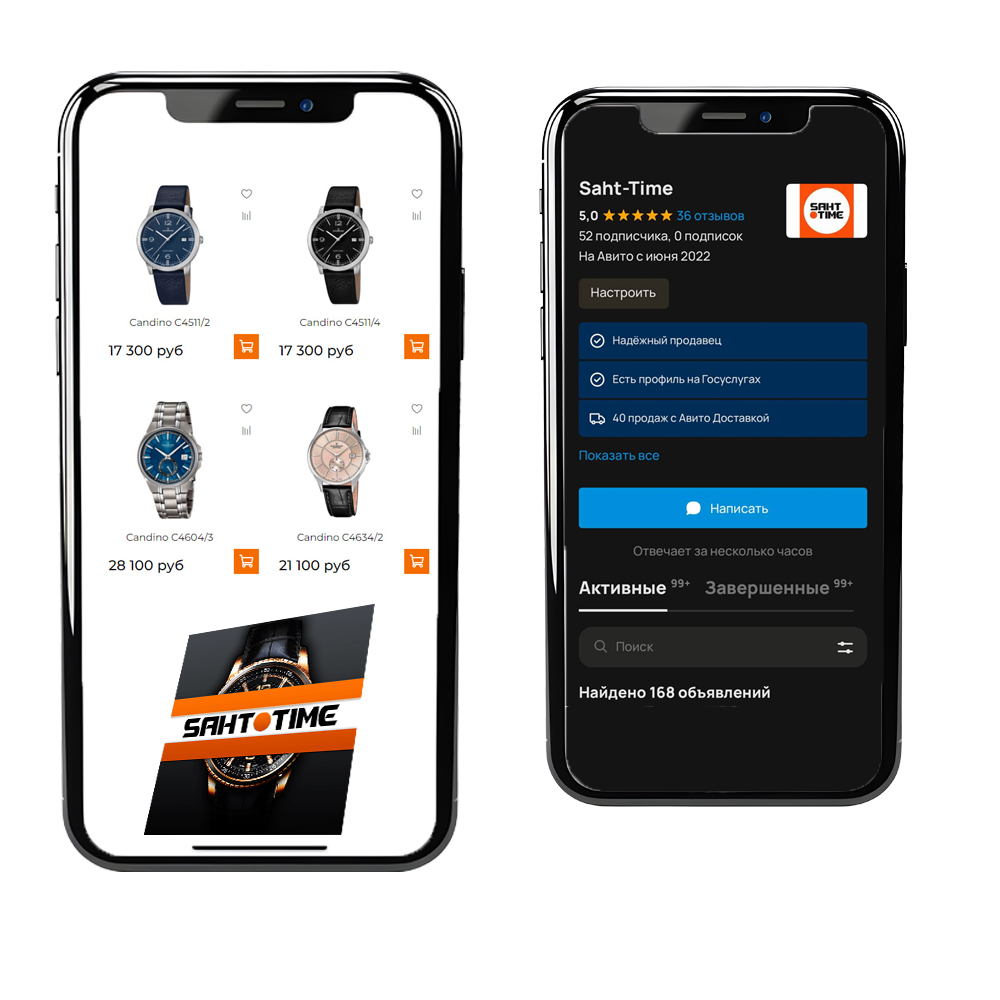 Candino C4511/2
Candino C4511/4
17 300 руб
17 300 руб
Candino C4604/3
Candino C4634/2
28 100 руб
21 100 руб
SAHT TIME
Saht-Time
SAHT
TIME
5,0 36 отзывов
52 подписчика, 0 подписок
На Авито с июня 2022
Настроить
Надёжный продавец
Есть профиль на Госуслугах
40 продаж с Авито Доставкой
Показать все
Написать
Отвечает за несколько часов
Активные 99+ Завершенные 99+
Поиск
Найдено 168 объявлений